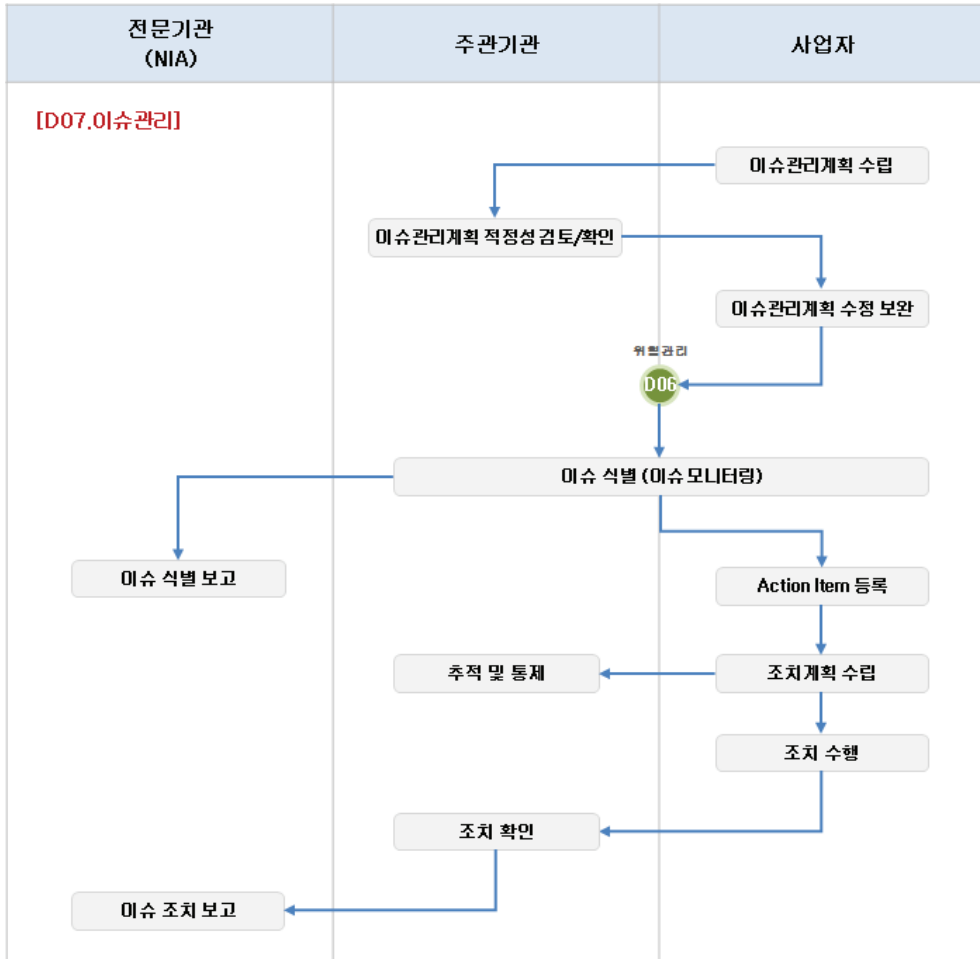 전문기관
(NIA)
주관기관
사업자
[D07.이슈관리]
이슈관리계획 수립
이슈관리계획 적정성 검토/확인
이슈관리계획 수정 보완
위험관리
D06
이슈 식별 (이슈 모니터링)
이슈 식별 보고
Action Item 등록
추적 및 통제
조치계획 수립
조치 수행
조치 확인
이슈 조치 보고